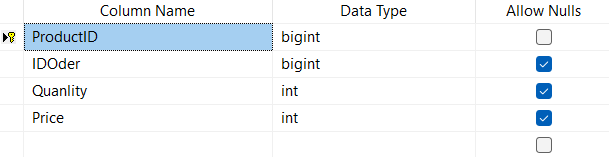 Column Name Data Type Allow Nulls
ProductID bigint
IDOder bigint
Quanlity int
Price int